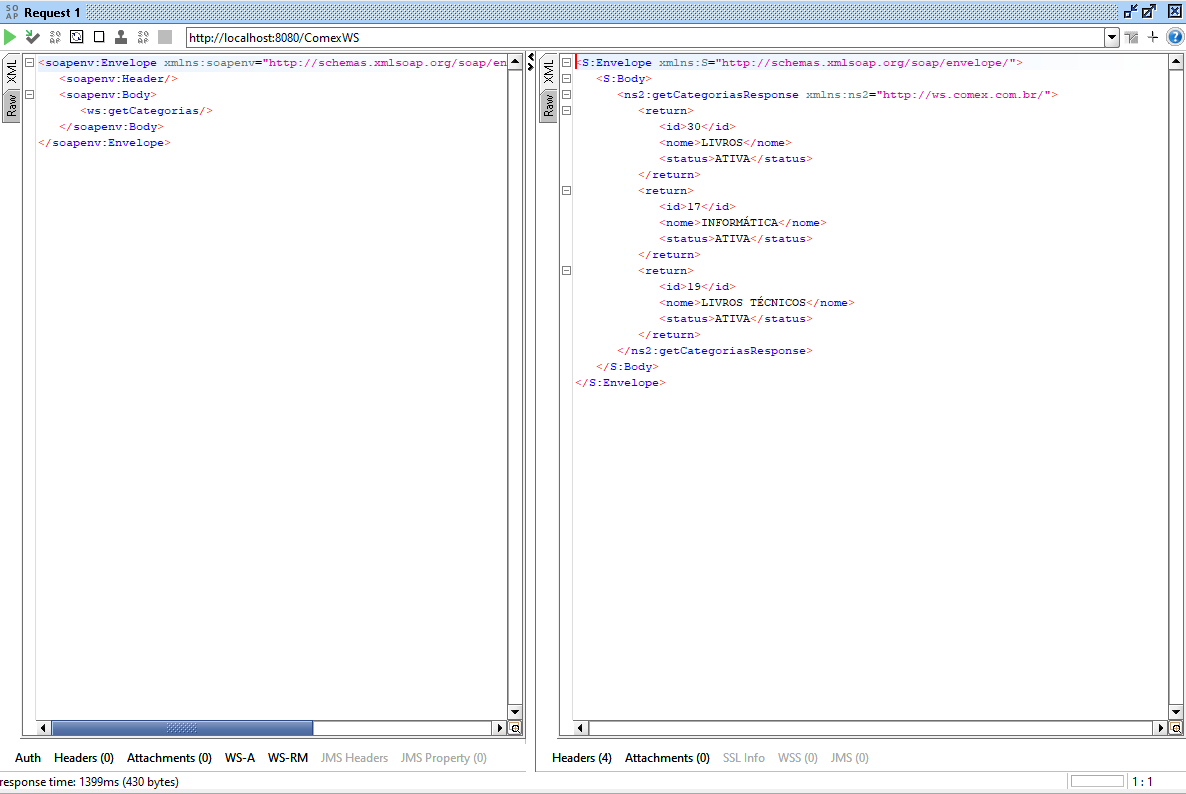 SO
AP
Request 1
http://localhost:8080/ComexWS
XML
Raw
<soapenv:Envelope xmlns:soapenv="http://schemas.xmlsoap.org/soap/en
<soapenv:Header/>
<soapenv:Body>
<ws:getCategorias/>
</soapenv:Body>
</soapenv:Envelope>
XML
Raw
<S:Envelope xmlns:S="http://schemas.xmlsoap.org/soap/envelope/">
<S:Body>
<ns2:getCategoriasResponse xmlns:ns2="http://ws.comex.com.br/">
<return>
<id>30</id>
<nome>LIVROS</nome>
<status>ATIVA</status>
</return>
<return>
<id>17</id>
<nome>INFORMÁTICA</nome>
<status>ATIVA</status>
</return>
<return>
<id>19</id>
<nome>LIVROS TÉCNICOS</nome>
<status>ATIVA</status>
</return>
</ns2:getCategoriasResponse>
</S:Body>
</S:Envelope>
Auth Headers (0) Attachments (0) WS-A WS-RM JMS Headers JMS Property (0)
Headers (4) Attachments (0) SSL Info WSS (0) JMS (0)
response time: 1399ms (430 bytes)
1 : 1